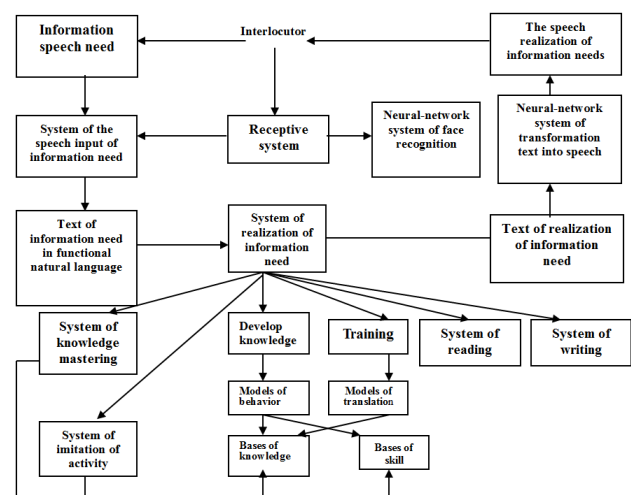 Information
speech need
Interlocutor
The speech
realization of
information needs
System of the
speech input of
information need
Receptive
system
Neural-network
system of face
recognition
Neural-network
system of
transformation
text into speech
Text of
information need
in functional
natural language
System of
realization of
information
need
Text of realization
of information
need
System of
knowledge
mastering
Develop
knowledge
Training
System of
reading
System of
writing
Models of
behavior
Models of
translation
System of
imitation of
activity
Bases of
knowledge
Bases of
skill